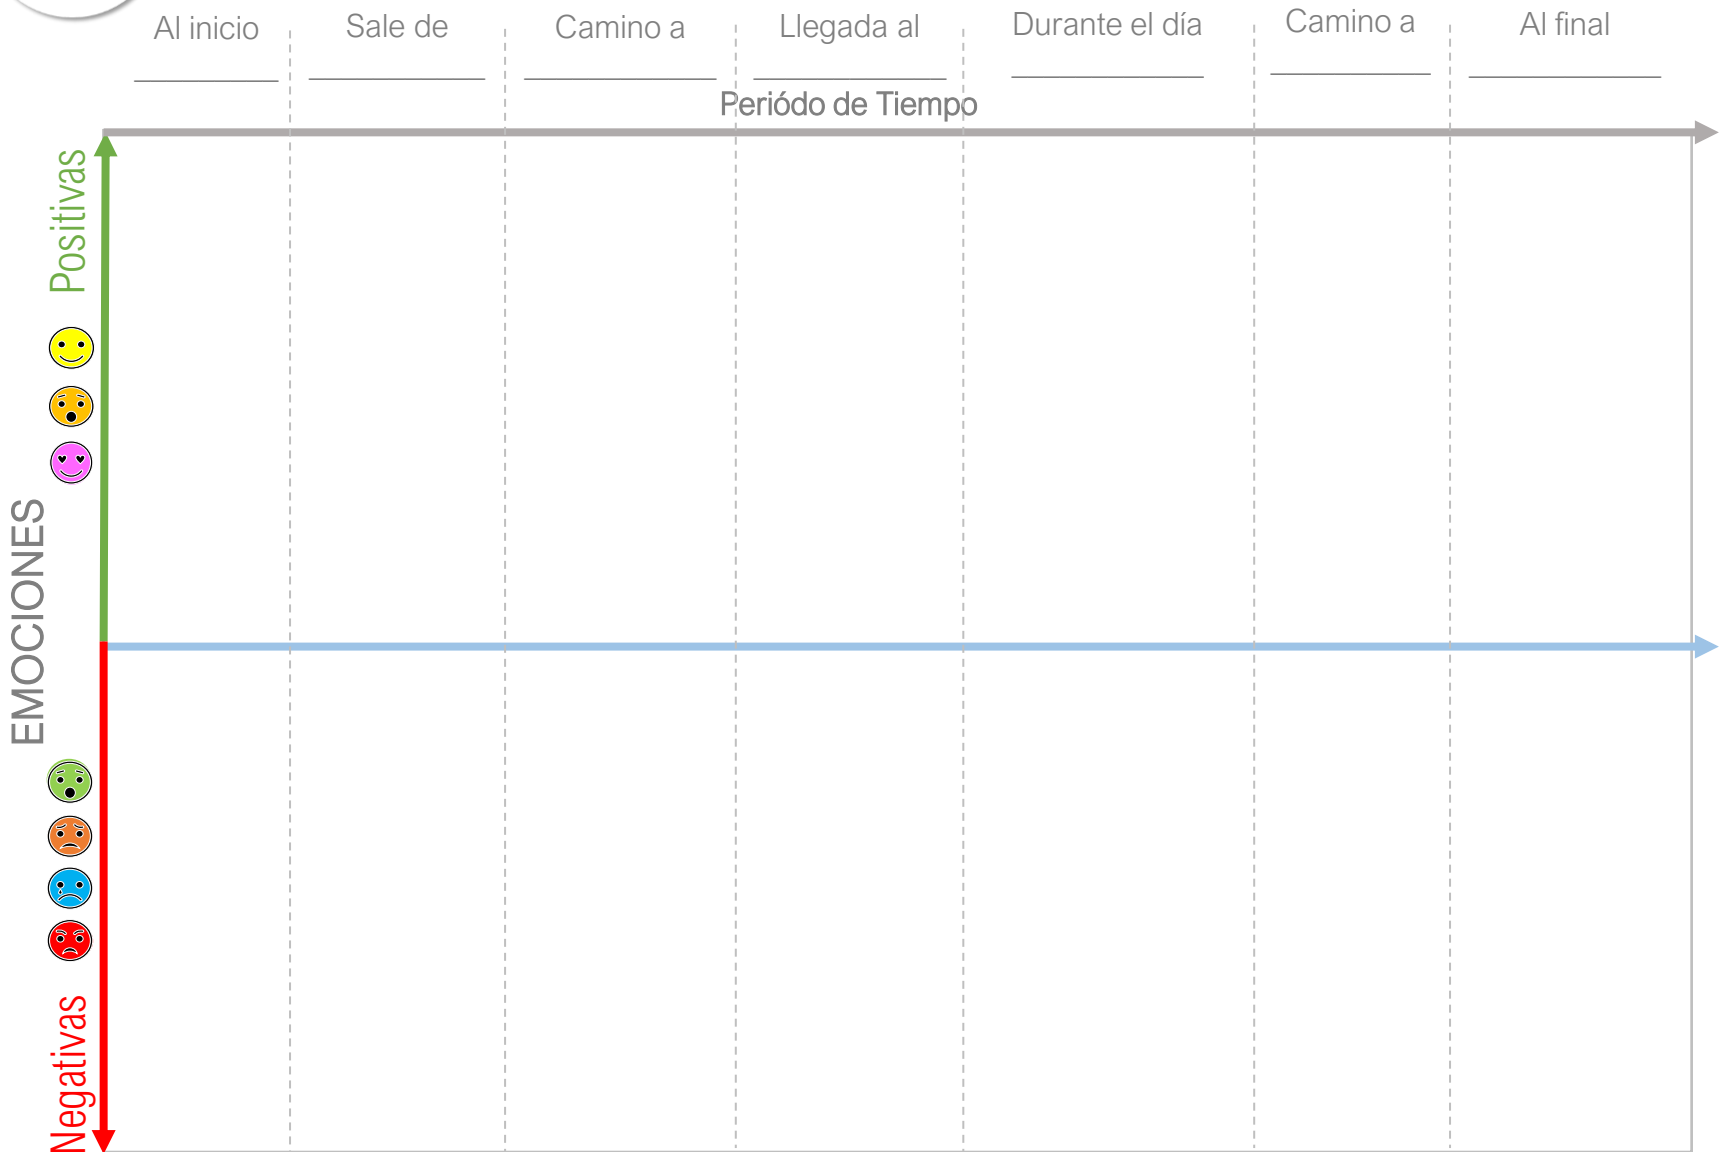 Al inicio
Sale de
Camino a
Llegada al
Durante el día
Camino a
Al final
Periódo de Tiempo
Positivas
EMOCIONES
Negativas